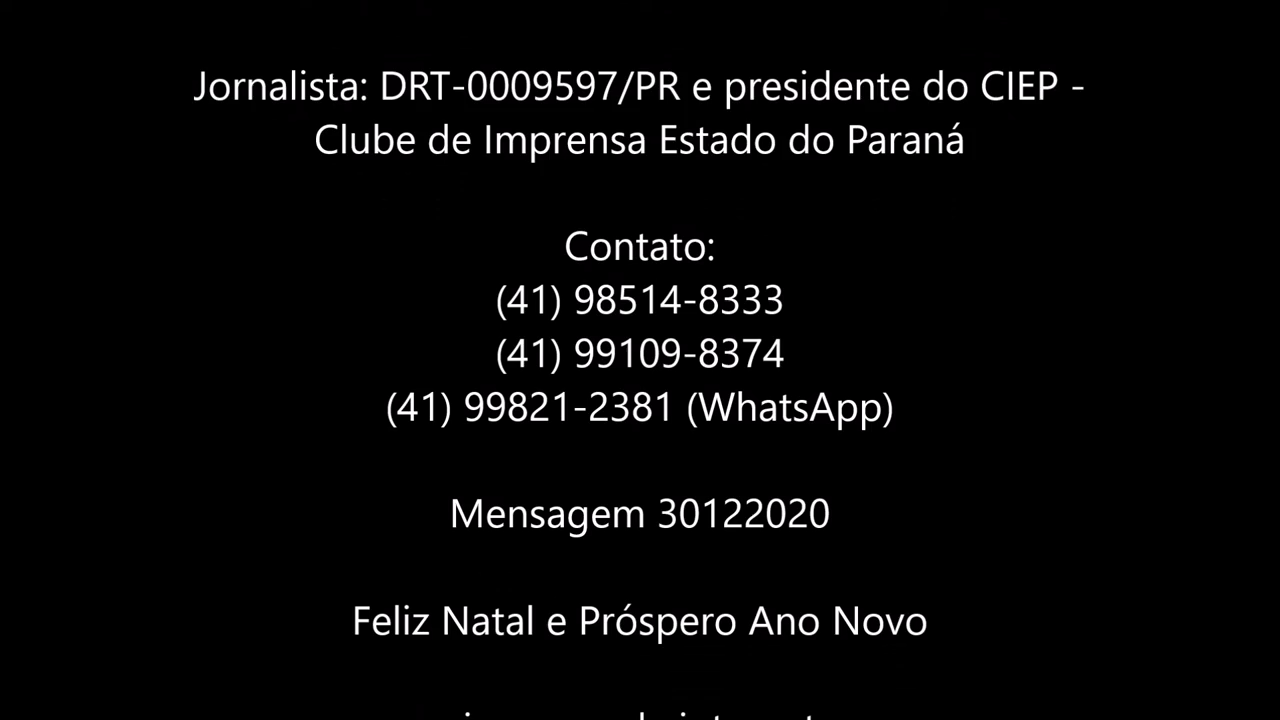 Jornalista: DRT-0009597/PR e presidente do CIEP -
Clube de Imprensa Estado do Paraná
Contato:
(41) 98514-8333
(41) 99109-8374
(41) 99821-2381 (WhatsApp)
Mensagem 30122020
Feliz Natal e Próspero Ano Novo